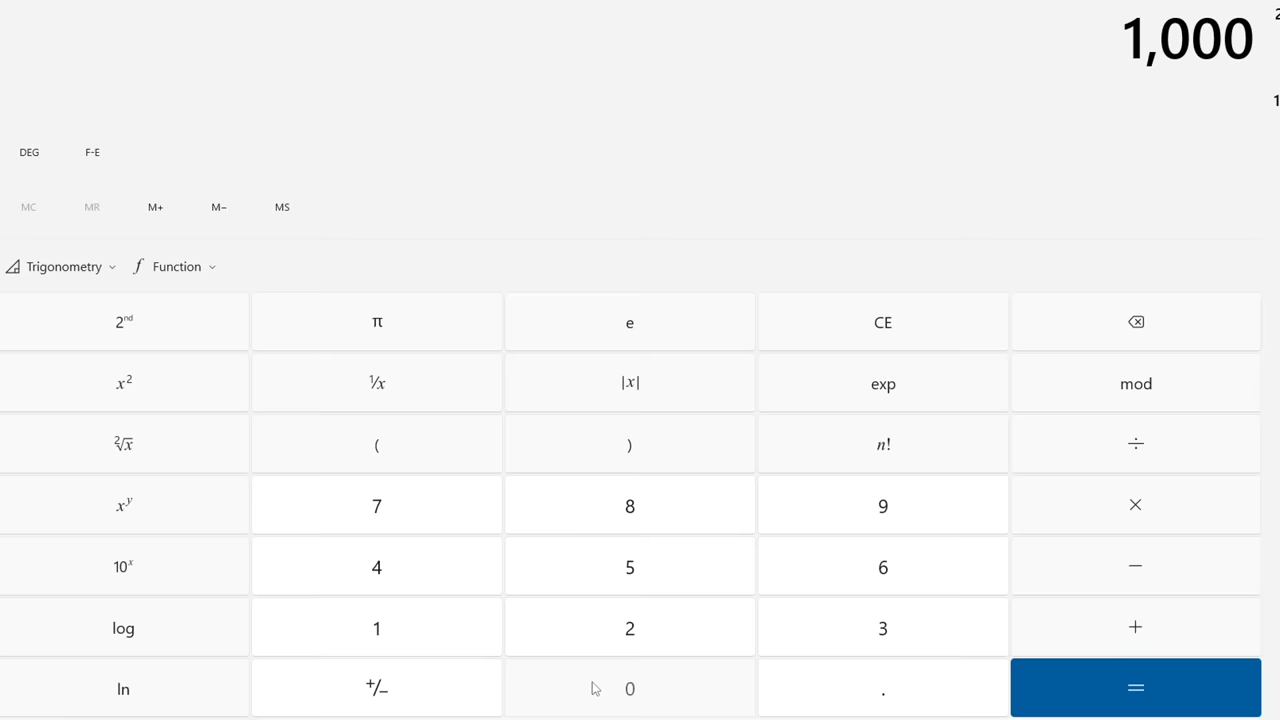 1,000
DEG F-E
MC MR M+ M− MS
Trigonometry f Function
2ⁿᵈ π e CE
x² ⅟x |x| exp mod
²√x ( ) n! ÷
xʸ 7 8 9 ×
10ˣ 4 5 6 −
log 1 2 3 +
ln +/− 0 . =